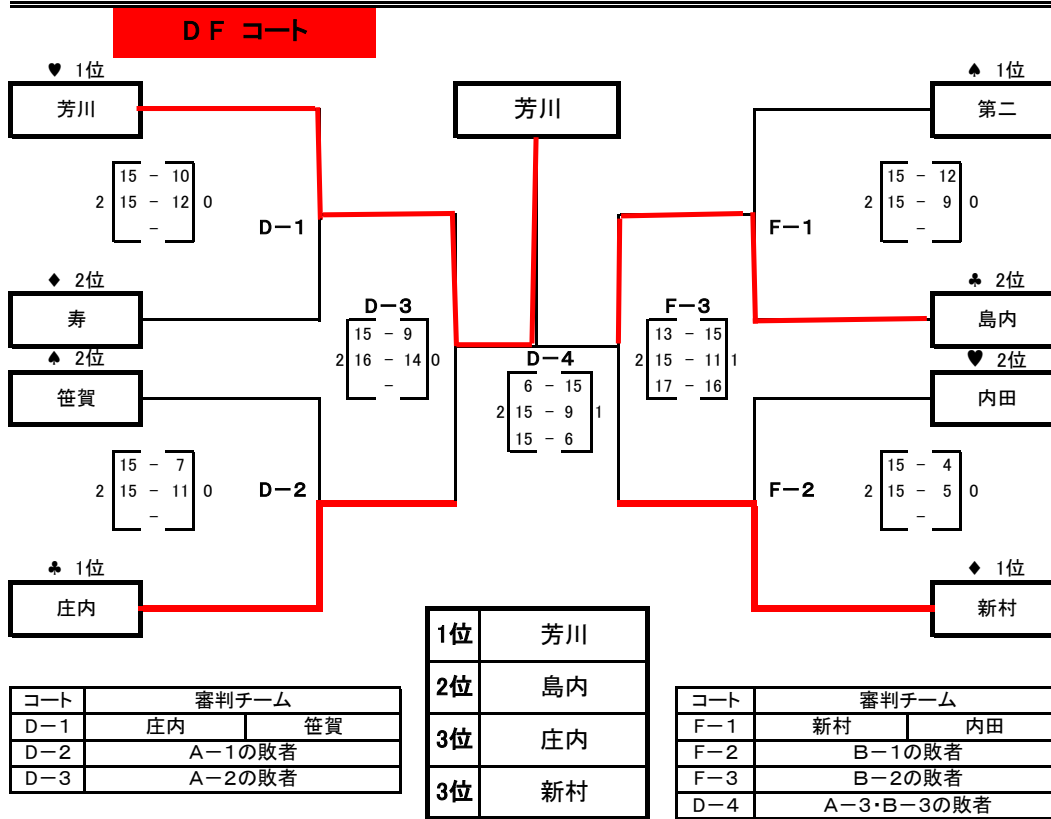 ＤＦ コート
♥ 1位
♠ 1位
芳川
芳川
第二
15 - 10
2 15 - 12 0
-
D－1
15 - 12
2 15 - 9 0
-
F－1
♦ 2位
♣ 2位
寿
島内
D－3
15 - 9
2 16 - 14 0
-
F－3
13 - 15
2 15 - 11 1
17 - 16
♠ 2位
♥ 2位
笹賀
内田
D－4
6 - 15
2 15 - 9 1
15 - 6
15 - 7
2 15 - 11 0
-
D－2
15 - 4
2 15 - 5 0
-
F－2
♣ 1位
♦ 1位
庄内
新村
1位 芳川
2位 島内
3位 庄内
3位 新村
コート 審判チーム
D－1 庄内 笹賀
D－2 A－1の敗者
D－3 A－2の敗者
コート 審判チーム
F－1 新村 内田
F－2 B－1の敗者
F－3 B－2の敗者
D－4 A－3・B－3の敗者